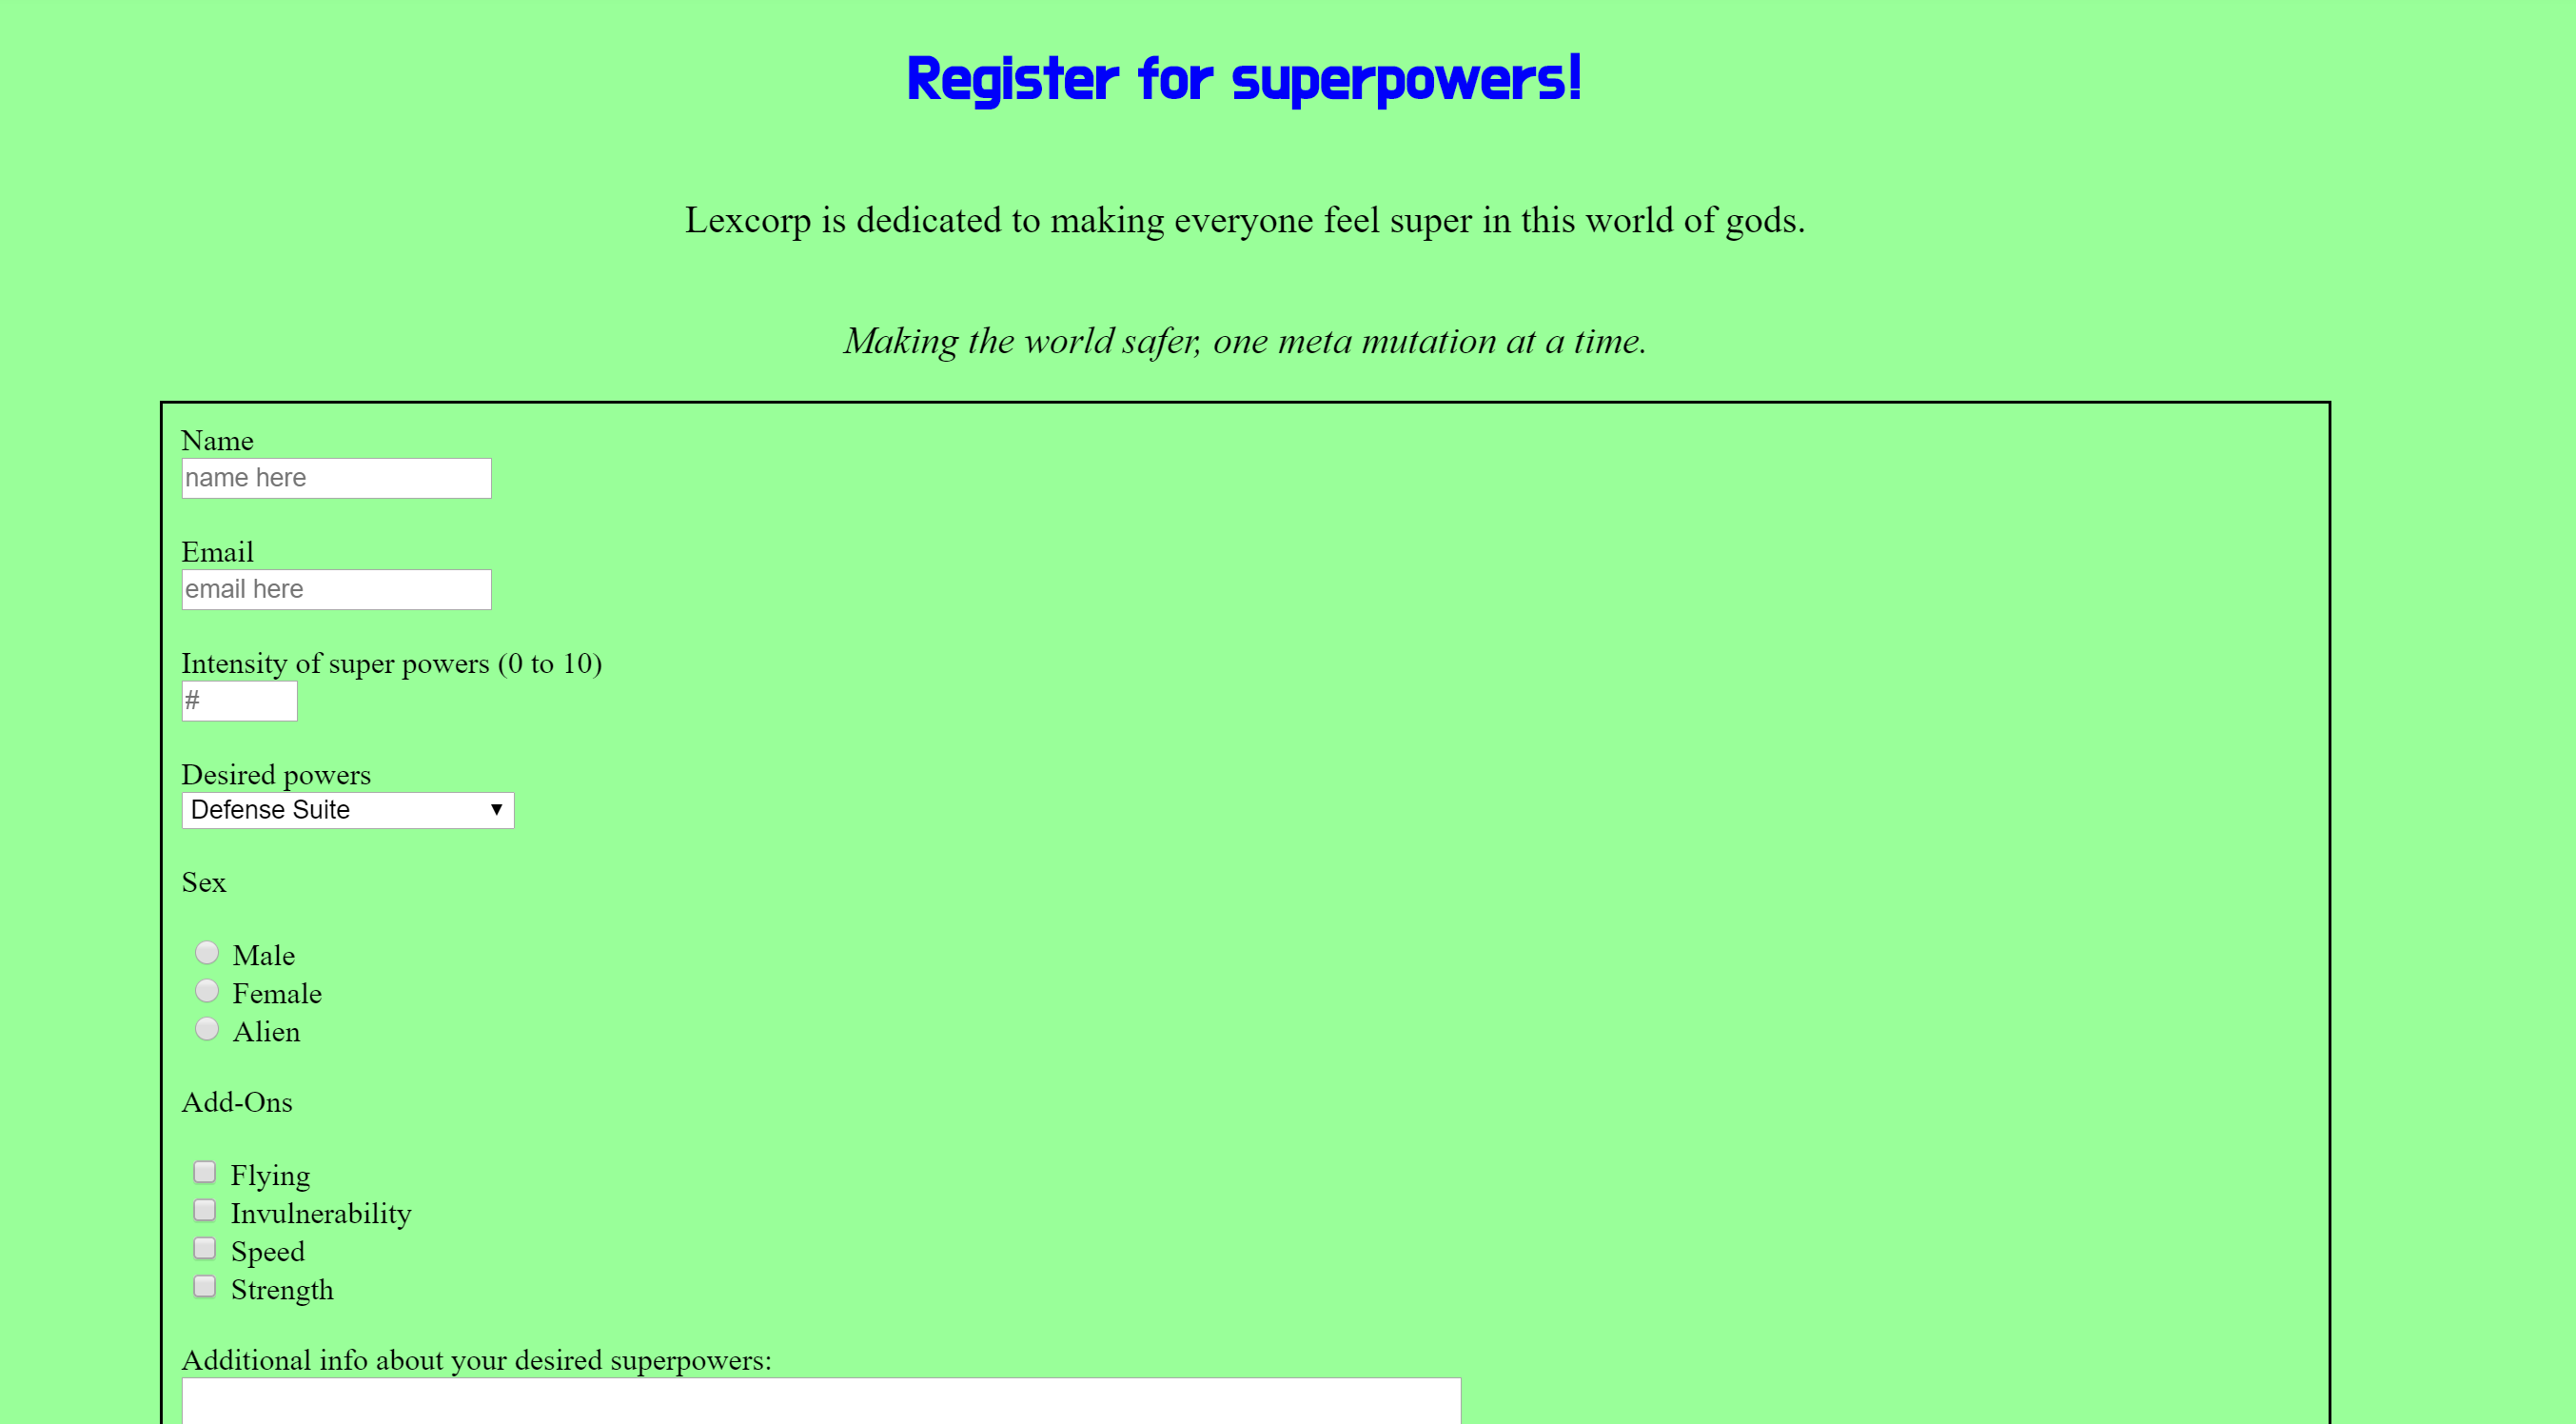 Register for superpowers!
Lexcorp is dedicated to making everyone feel super in this world of gods.
Making the world safer, one meta mutation at a time.
Name
name here
Email
email here
Intensity of super powers (0 to 10)
#
Desired powers
Defense Suite
Sex
Male
Female
Alien
Add-Ons
Flying
Invulnerability
Speed
Strength
Additional info about your desired superpowers: